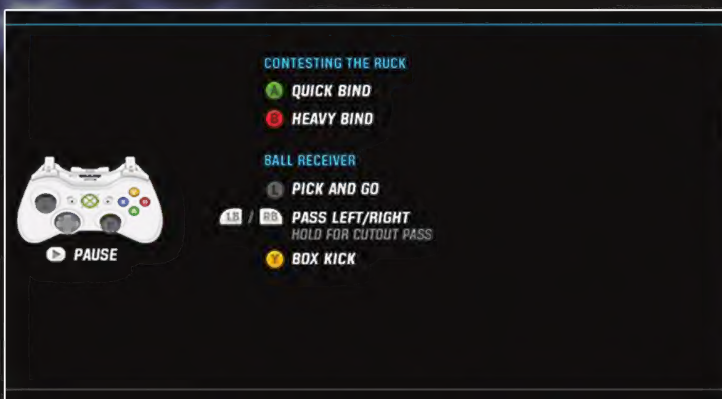 CONTESTING THE RUCK
A QUICK BIND
B HEAVY BIND
BALL RECEIVER
L PICK AND GO
LB / RB PASS LEFT/RIGHT
HOLD FOR CUTOUT PASS
Y BOX KICK
PAUSE